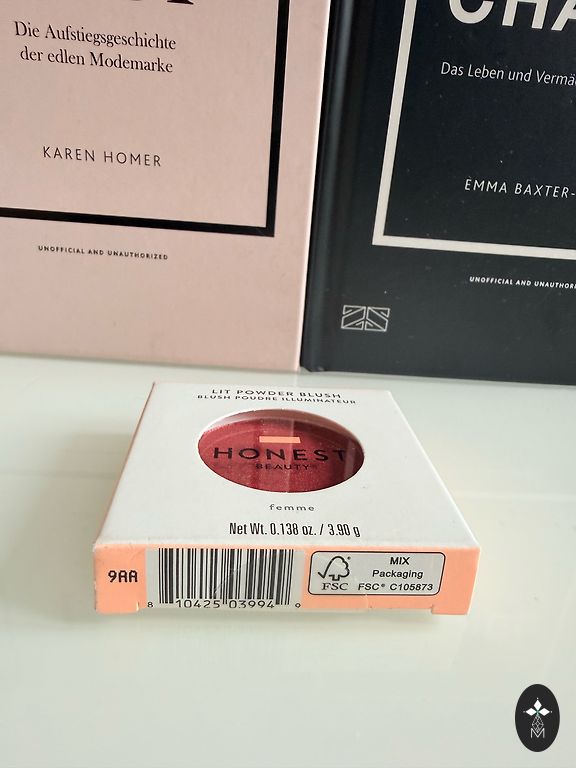 Die Aufstiegsgeschichte
der edlen Modemarke
KAREN HOMER
UNOFFICIAL AND UNAUTHORIZED
Das Leben und
EMMA BAXTER-
UNOFFICIAL AND
LIT POWDER BLUSH
BLUSH POUDRE ILLUMINATEUR
HONEST
BEAUTY®
femme
Net Wt. 0.138 oz. / 3.90 g
9AA
8 10425 03994 9
MIX
Packaging
FSC® C105873
FSC
M